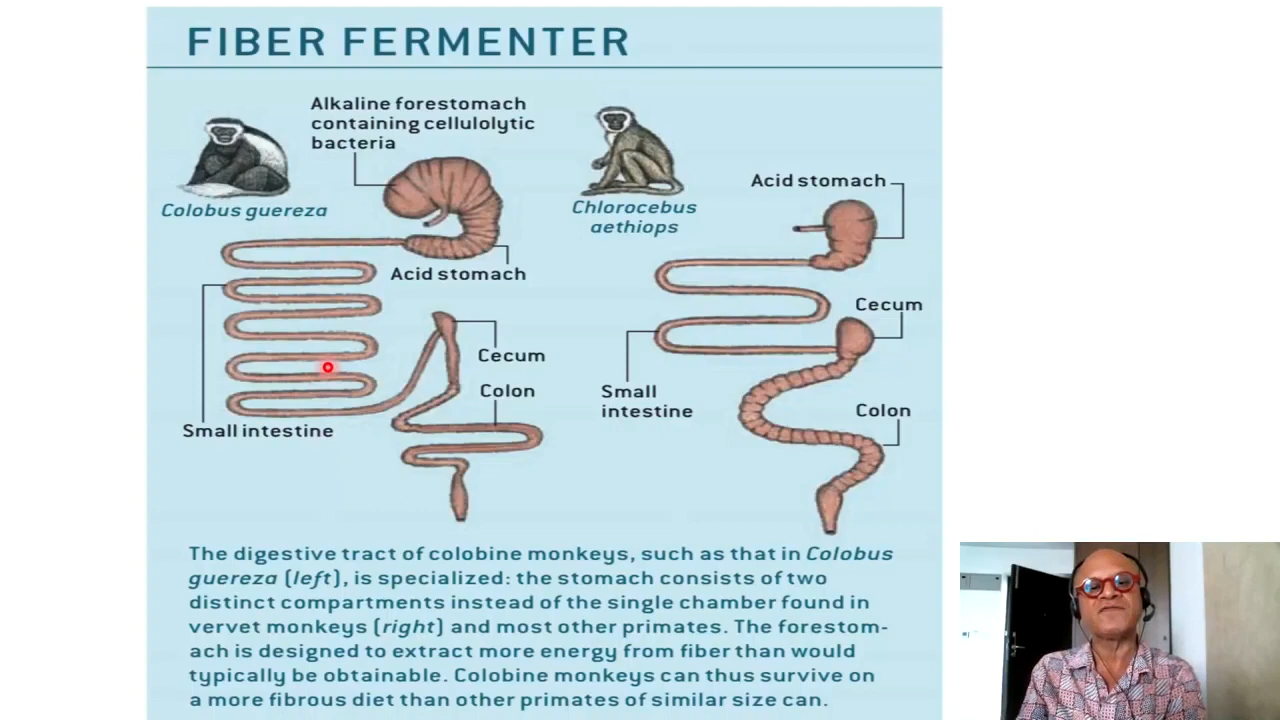 FIBER FERMENTER
Alkaline forestomach
containing cellulolytic
bacteria
Colobus guereza
Acid stomach
Cecum
Colon
Small intestine
Chlorocebus
aethiops
Acid stomach
Cecum
Small
intestine
Colon
The digestive tract of colobine monkeys, such as that in Colobus
guereza (left), is specialized: the stomach consists of two
distinct compartments instead of the single chamber found in
vervet monkeys (right) and most other primates. The forestom-
ach is designed to extract more energy from fiber than would
typically be obtainable. Colobine monkeys can thus survive on
a more fibrous diet than other primates of similar size can.